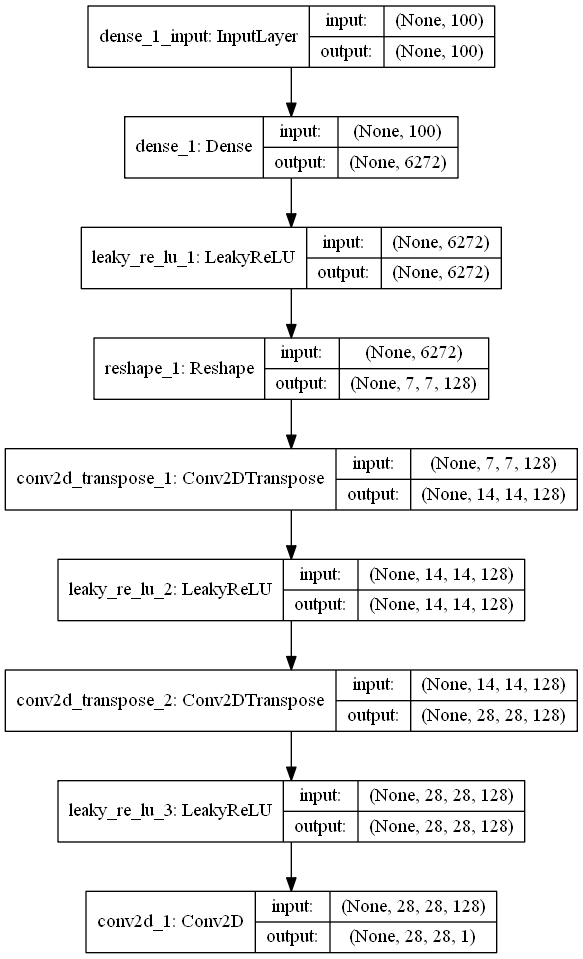 dense_1_input: InputLayer
input: (None, 100)
output: (None, 100)
dense_1: Dense
input: (None, 100)
output: (None, 6272)
leaky_re_lu_1: LeakyReLU
input: (None, 6272)
output: (None, 6272)
reshape_1: Reshape
input: (None, 6272)
output: (None, 7, 7, 128)
conv2d_transpose_1: Conv2DTranspose
input: (None, 7, 7, 128)
output: (None, 14, 14, 128)
leaky_re_lu_2: LeakyReLU
input: (None, 14, 14, 128)
output: (None, 14, 14, 128)
conv2d_transpose_2: Conv2DTranspose
input: (None, 14, 14, 128)
output: (None, 28, 28, 128)
leaky_re_lu_3: LeakyReLU
input: (None, 28, 28, 128)
output: (None, 28, 28, 128)
conv2d_1: Conv2D
input: (None, 28, 28, 128)
output: (None, 28, 28, 1)